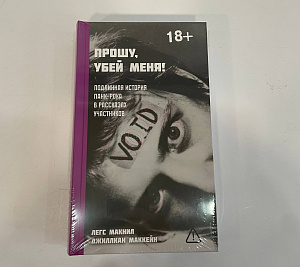 18+
ПРОШУ,
УБЕЙ МЕНЯ!
ПОДЛИННАЯ ИСТОРИЯ
ПАНК-РОКА
В РАССКАЗАХ
УЧАСТНИКОВ
VOID
ЛЕГС МАКНИЛ
ДЖИЛЛИАН МАККЕЙН